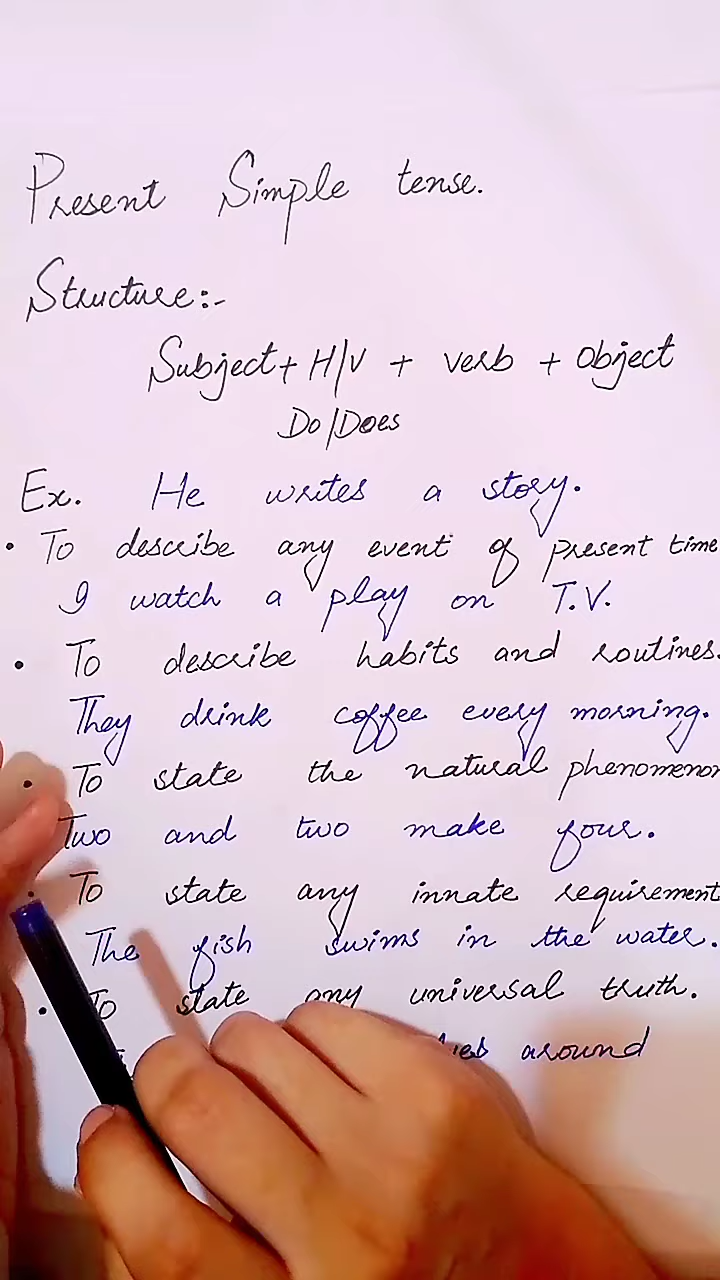 Present Simple tense.
Structure:-
Subject + H/V + verb + Object
Do/Does
Ex. He writes a story.
• To describe any event of present time
I watch a play on T.V.
• To describe habits and routines.
They drink coffee every morning.
• To state the natural phenomenon
Two and two make four.
• To state any innate requirement
The fish swims in the water.
• To state any universal truth.
around